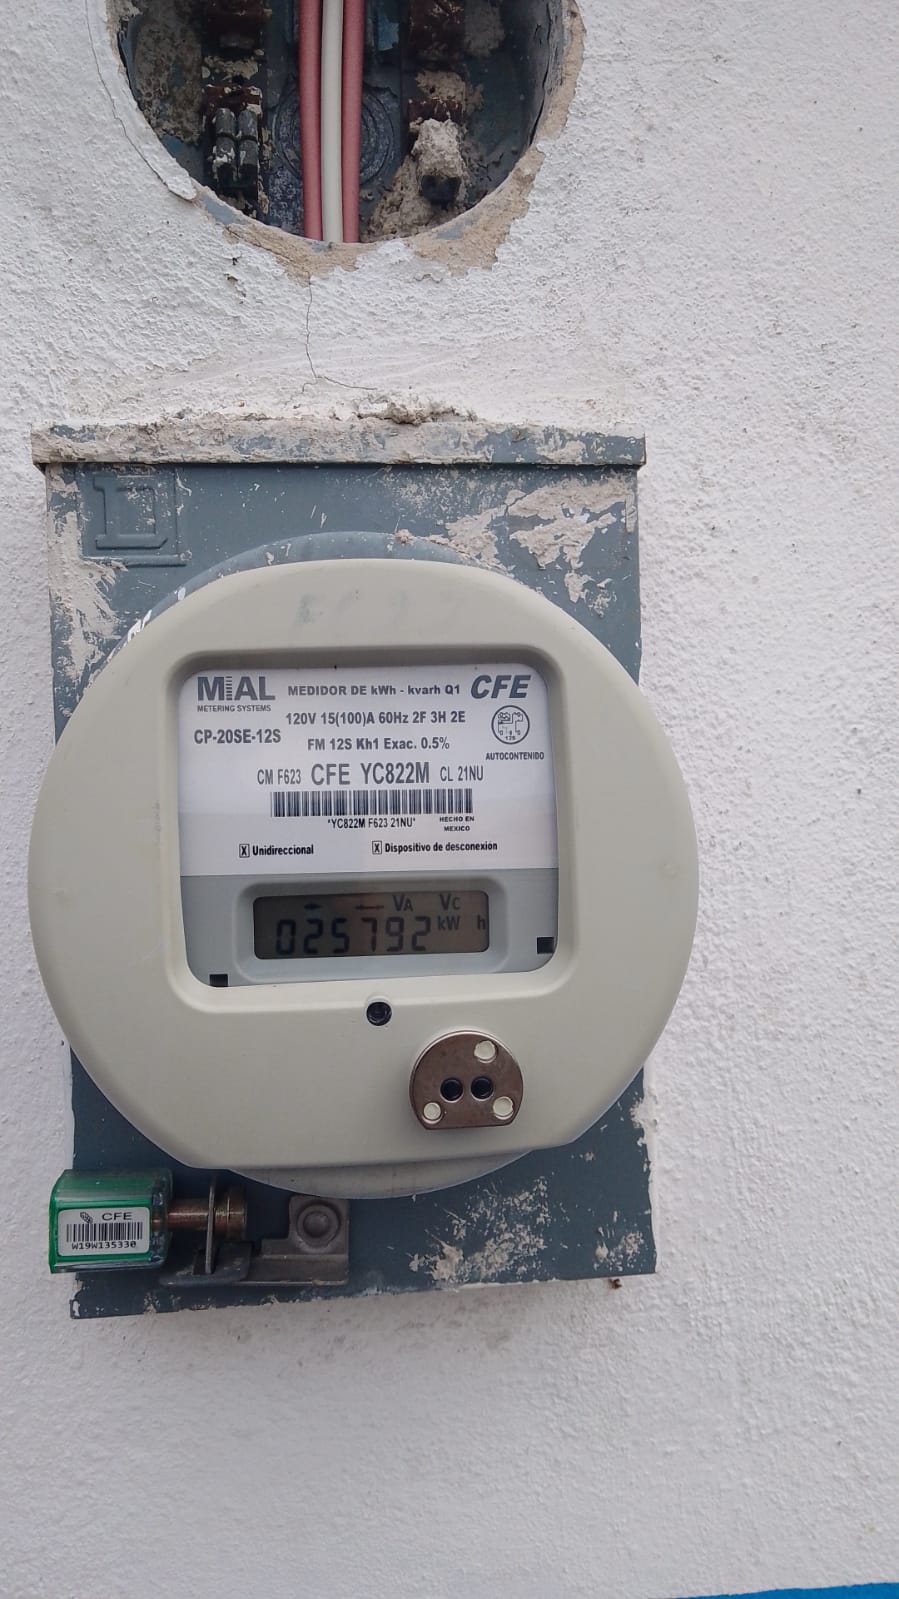 MIAL
METERING SYSTEMS
MEDIDOR DE kWh - kvarh Q1
CFE
120V 15(100)A 60Hz 2F 3H 2E
CP-20SE-12S
FM 12S Kh1 Exac. 0.5%
12S
AUTOCONTENIDO
CM F623 CFE YC822M CL 21NU
*YC822M F623 21NU*
HECHO EN
MEXICO
X Unidireccional
X Dispositivo de desconexión
VA VC
025792 kW h
CFE
W19W135330